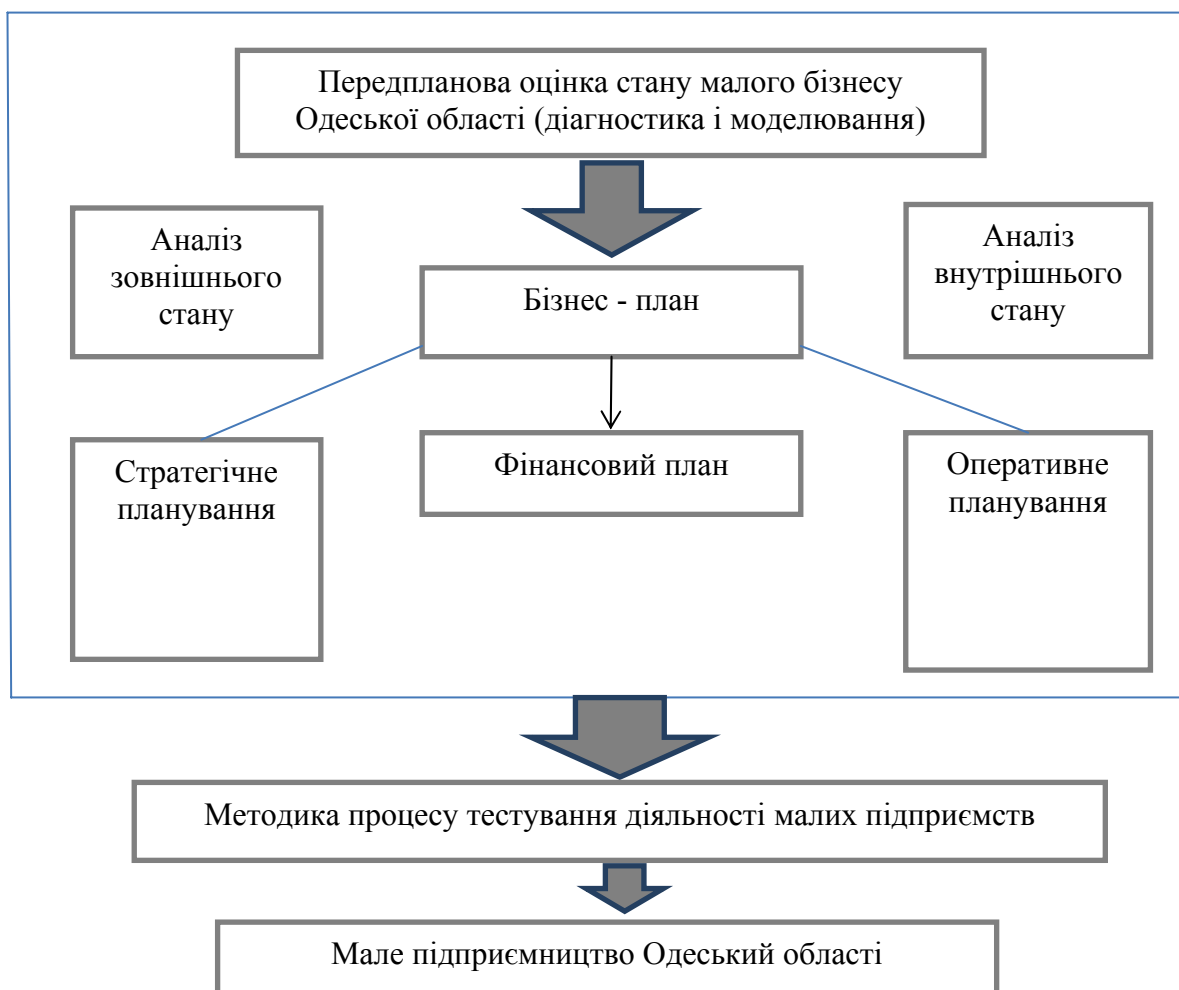 Передпланова оцінка стану малого бізнесу
Одеської області (діагностика і моделювання)
Аналіз
зовнішнього
стану
Бізнес - план
Аналіз
внутрішнього
стану
Стратегічне
планування
Фінансовий план
Оперативне
планування
Методика процесу тестування діяльності малих підприємств
Мале підприємництво Одеський області